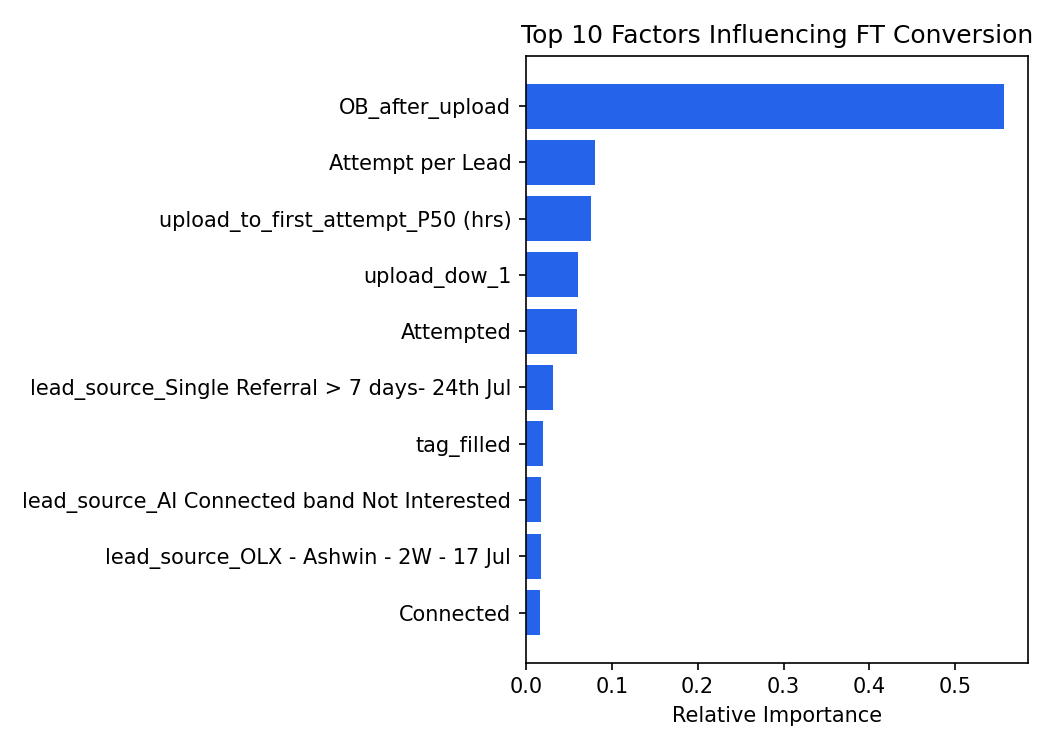 Top 10 Factors Influencing FT Conversion
OB_after_upload
Attempt per Lead
upload_to_first_attempt_P50 (hrs)
upload_dow_1
Attempted
lead_source_Single Referral > 7 days- 24th Jul
tag_filled
lead_source_AI Connected band Not Interested
lead_source_OLX - Ashwin - 2W - 17 Jul
Connected
0.0 0.1 0.2 0.3 0.4 0.5
Relative Importance